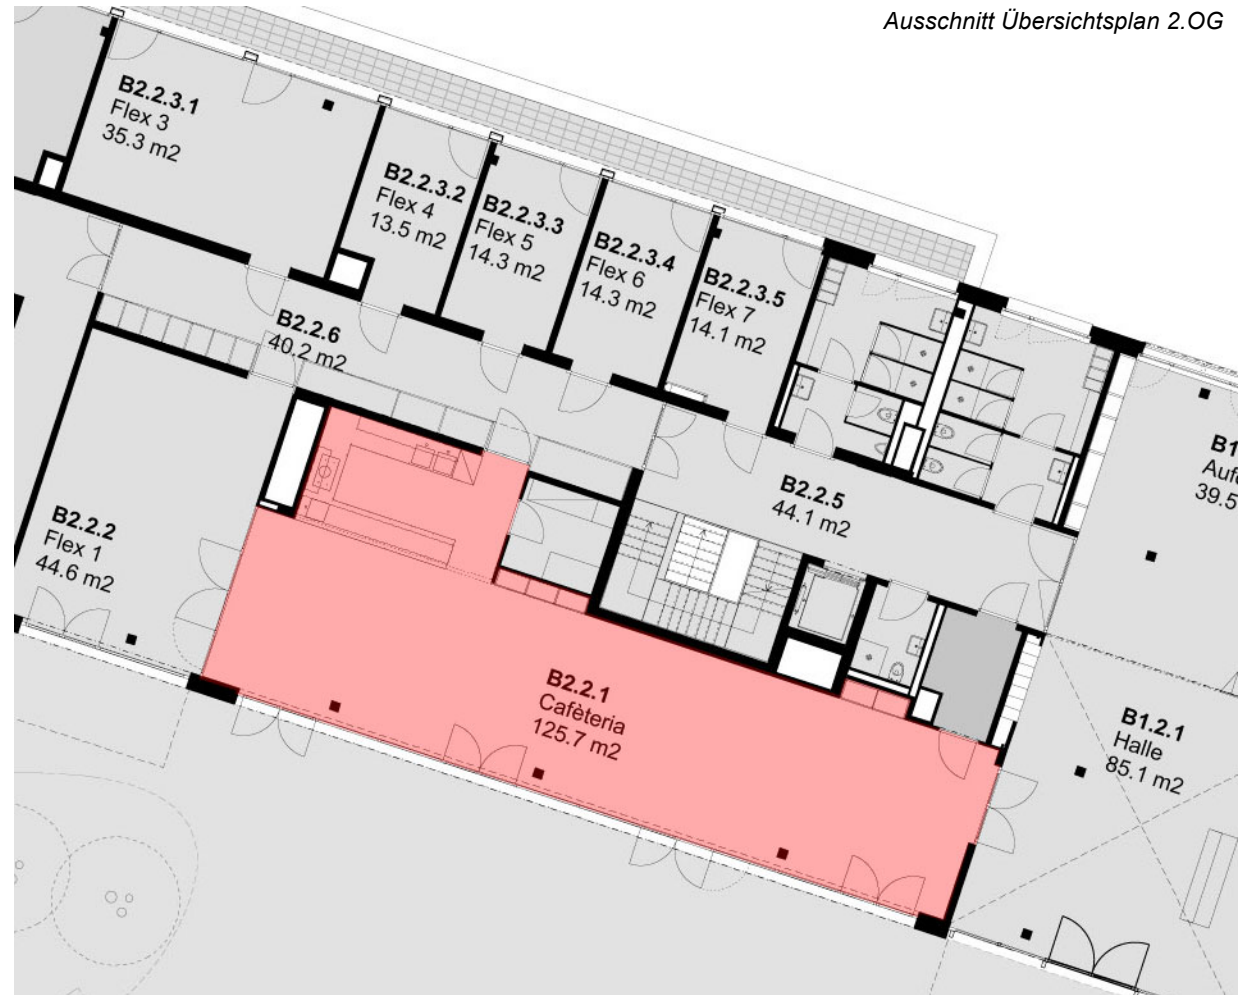 Ausschnitt Übersichtsplan 2.OG
B2.2.3.1
Flex 3
35.3 m2
B2.2.3.2
Flex 4
13.5 m2
B2.2.3.3
Flex 5
14.3 m2
B2.2.3.4
Flex 6
14.3 m2
B2.2.3.5
Flex 7
14.1 m2
B2.2.6
40.2 m2
B2.2.5
44.1 m2
B1
Aufe
39.5
B2.2.2
Flex 1
44.6 m2
B2.2.1
Cafèteria
125.7 m2
B1.2.1
Halle
85.1 m2